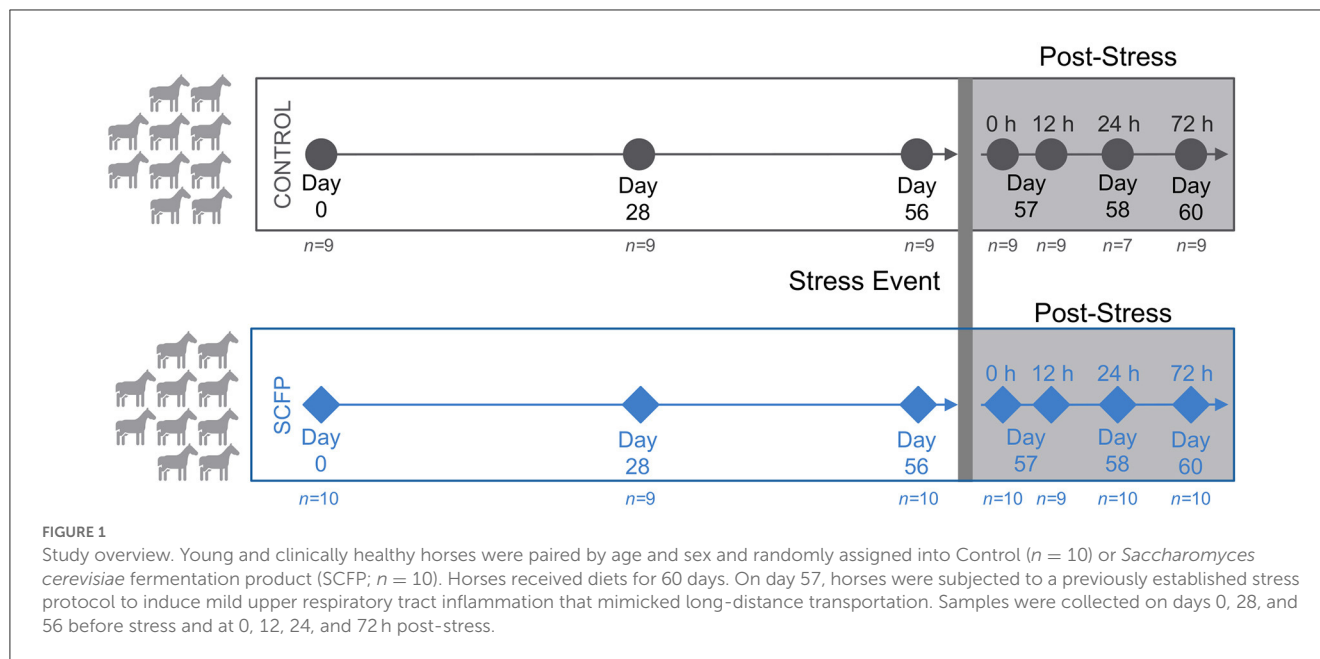 Post-Stress
CONTROL
0 h 12 h 24 h 72 h
Day Day Day Day Day Day
0 28 56 57 58 60
n=9 n=9 n=9 n=9 n=9 n=7 n=9
Stress Event
Post-Stress
SCFP
0 h 12 h 24 h 72 h
Day Day Day Day Day Day
0 28 56 57 58 60
n=10 n=9 n=10 n=10 n=9 n=10 n=10
FIGURE 1
Study overview. Young and clinically healthy horses were paired by age and sex and randomly assigned into Control (n = 10) or Saccharomyces
cerevisiae fermentation product (SCFP; n = 10). Horses received diets for 60 days. On day 57, horses were subjected to a previously established stress
protocol to induce mild upper respiratory tract inflammation that mimicked long-distance transportation. Samples were collected on days 0, 28, and
56 before stress and at 0, 12, 24, and 72 h post-stress.